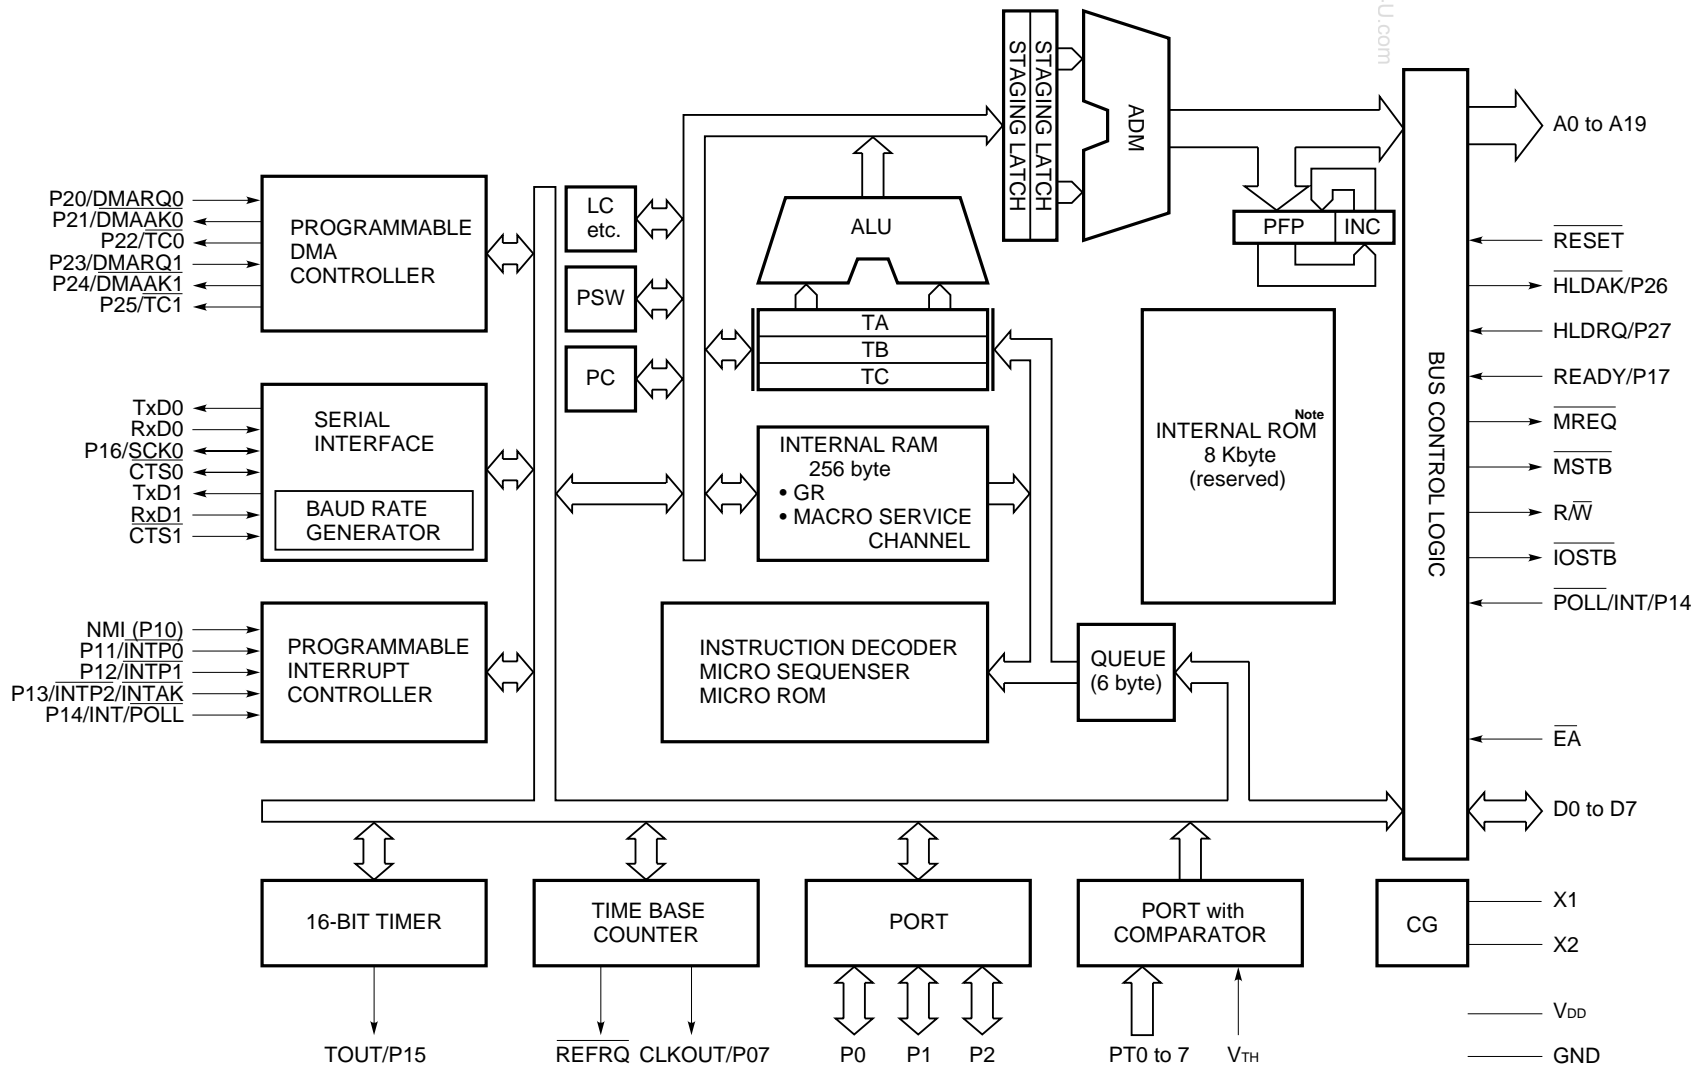 U.com
STAGING LATCH
STAGING LATCH
ADM
A0 to A19
P20/DMARQ0
P21/DMAAK0
P22/TC0
P23/DMARQ1
P24/DMAAK1
P25/TC1
PROGRAMMABLE
DMA
CONTROLLER
LC
etc.
PSW
PC
ALU
TA
TB
TC
PFP
INC
BUS CONTROL LOGIC
RESET
HLDAK/P26
HLDRQ/P27
READY/P17
MREQ
MSTB
R/W
IOSTB
POLL/INT/P14
EA
D0 to D7
TxD0
RxD0
P16/SCK0
CTS0
TxD1
RxD1
CTS1
SERIAL
INTERFACE
BAUD RATE
GENERATOR
INTERNAL RAM
256 byte
• GR
• MACRO SERVICE
CHANNEL
INTERNAL ROM Note
8 Kbyte
(reserved)
NMI (P10)
P11/INTP0
P12/INTP1
P13/INTP2/INTAK
P14/INT/POLL
PROGRAMMABLE
INTERRUPT
CONTROLLER
INSTRUCTION DECODER
MICRO SEQUENSER
MICRO ROM
QUEUE
(6 byte)
16-BIT TIMER
TIME BASE
COUNTER
PORT
PORT with
COMPARATOR
CG
X1
X2
VDD
GND
TOUT/P15
REFRQ
CLKOUT/P07
P0
P1
P2
PT0 to 7
VTH